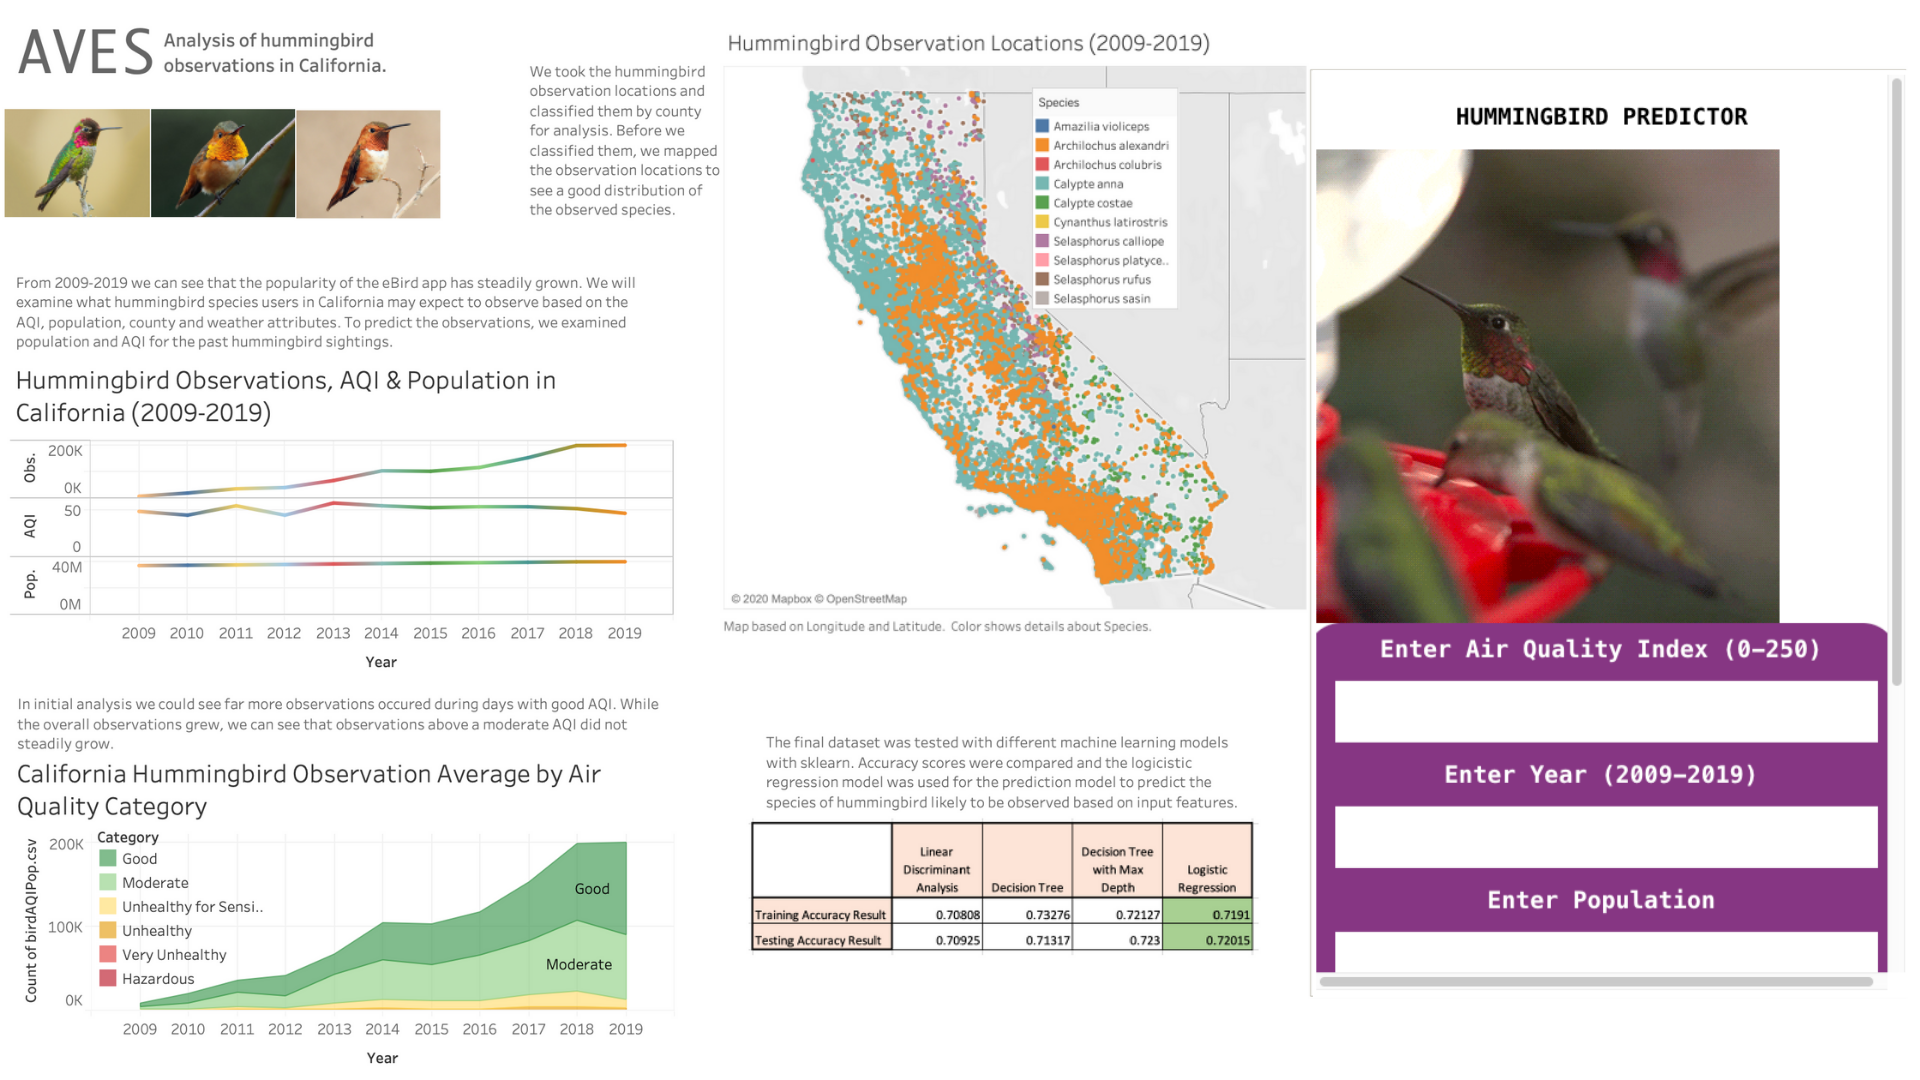 AVES
Analysis of hummingbird
observations in California.
We took the hummingbird
observation locations and
classified them by county
for analysis. Before we
classified them, we mapped
the observation locations to
see a good distribution of
the observed species.
From 2009-2019 we can see that the popularity of the eBird app has steadily grown. We will
examine what hummingbird species users in California may expect to observe based on the
AQI, population, county and weather attributes. To predict the observations, we examined
population and AQI for the past hummingbird sightings.
Hummingbird Observations, AQI & Population in
California (2009-2019)
Obs.
200K
0K
AQI
50
0
Pop.
40M
0M
2009 2010 2011 2012 2013 2014 2015 2016 2017 2018 2019
Year
In initial analysis we could see far more observations occured during days with good AQI. While
the overall observations grew, we can see that observations above a moderate AQI did not
steadily grow.
California Hummingbird Observation Average by Air
Quality Category
Count of birdAQIPop.csv
200K
100K
0K
Category
Good
Moderate
Unhealthy for Sensi..
Unhealthy
Very Unhealthy
Hazardous
Good
Moderate
2009 2010 2011 2012 2013 2014 2015 2016 2017 2018 2019
Year
Hummingbird Observation Locations (2009-2019)
Species
Amazilia violiceps
Archilochus alexandri
Archilochus colubris
Calypte anna
Calypte costae
Cynanthus latirostris
Selasphorus calliope
Selasphorus platyce..
Selasphorus rufus
Selasphorus sasin
© 2020 Mapbox © OpenStreetMap
Map based on Longitude and Latitude. Color shows details about Species.
The final dataset was tested with different machine learning models
with sklearn. Accuracy scores were compared and the logicistic
regression model was used for the prediction model to predict the
species of hummingbird likely to be observed based on input features.
Linear Discriminant Analysis Decision Tree Decision Tree with Max Depth Logistic Regression
Training Accuracy Result 0.70808 0.73276 0.72127 0.7191
Testing Accuracy Result 0.70925 0.71317 0.723 0.72015
HUMMINGBIRD PREDICTOR
Enter Air Quality Index (0-250)
Enter Year (2009-2019)
Enter Population